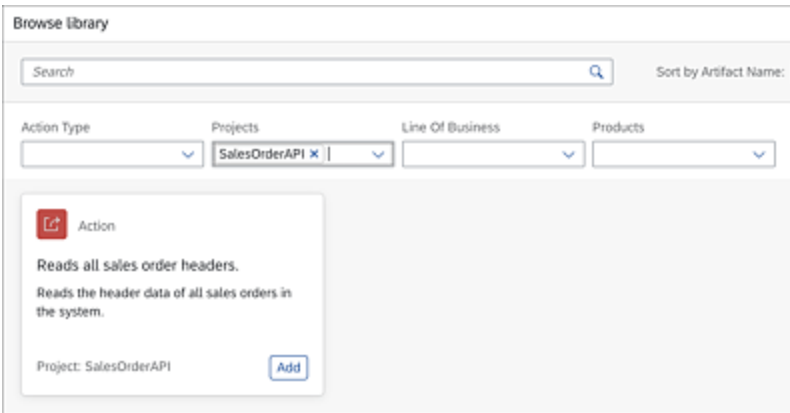 Browse library
Search
Sort by Artifact Name:
Action Type
Projects
Line Of Business
Products
SalesOrderAPI
Action
Reads all sales order headers.
Reads the header data of all sales orders in
the system.
Project: SalesOrderAPI
Add